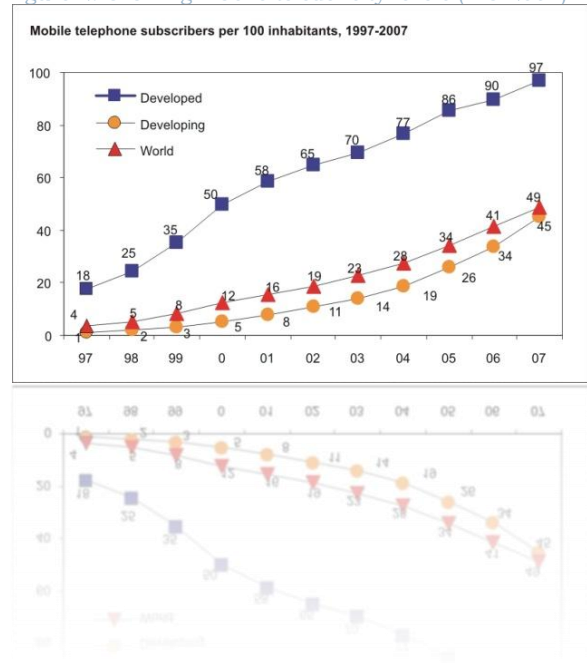 Mobile telephone subscribers per 100 inhabitants, 1997-2007
100
80
60
40
20
0
Developed
Developing
World
18 25 35 50 58 65 70 77 86 90 97
4 5 8 12 16 19 23 28 34 41 49
1 2 3 5 8 11 14 19 26 34 45
97 98 99 0 01 02 03 04 05 06 07